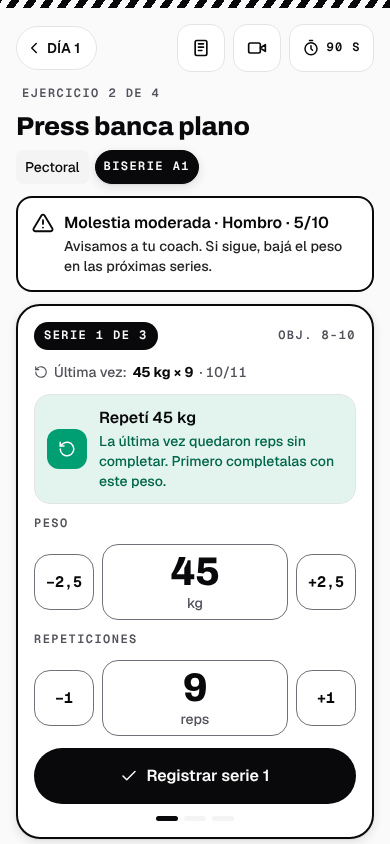 DÍA 1
90 S
EJERCICIO 2 DE 4
Press banca plano
Pectoral
BISERIE A1
Molestia moderada · Hombro · 5/10
Avisamos a tu coach. Si sigue, bajá el peso
en las próximas series.
SERIE 1 DE 3
OBJ. 8-10
Última vez: 45 kg × 9 · 10/11
Repetí 45 kg
La última vez quedaron reps sin
completar. Primero completalas con
este peso.
PESO
−2,5
45
kg
+2,5
REPETICIONES
−1
9
reps
+1
Registrar serie 1